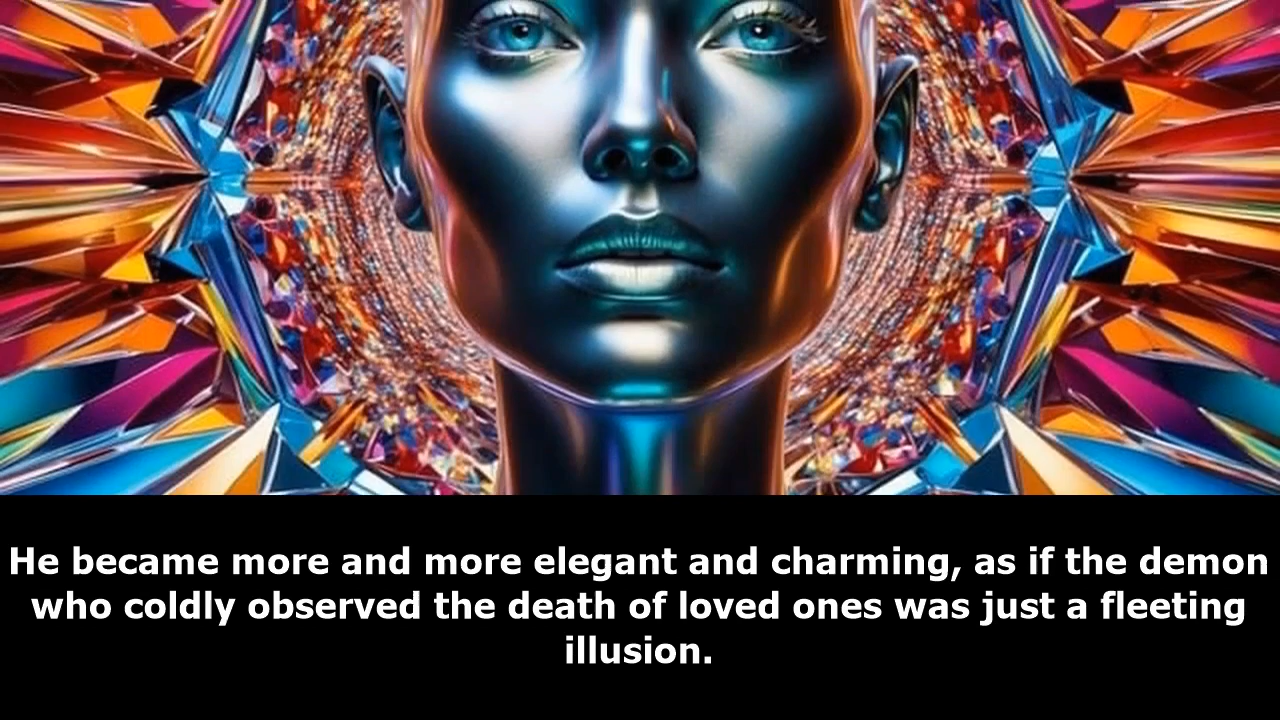 He became more and more elegant and charming, as if the demon
who coldly observed the death of loved ones was just a fleeting
illusion.